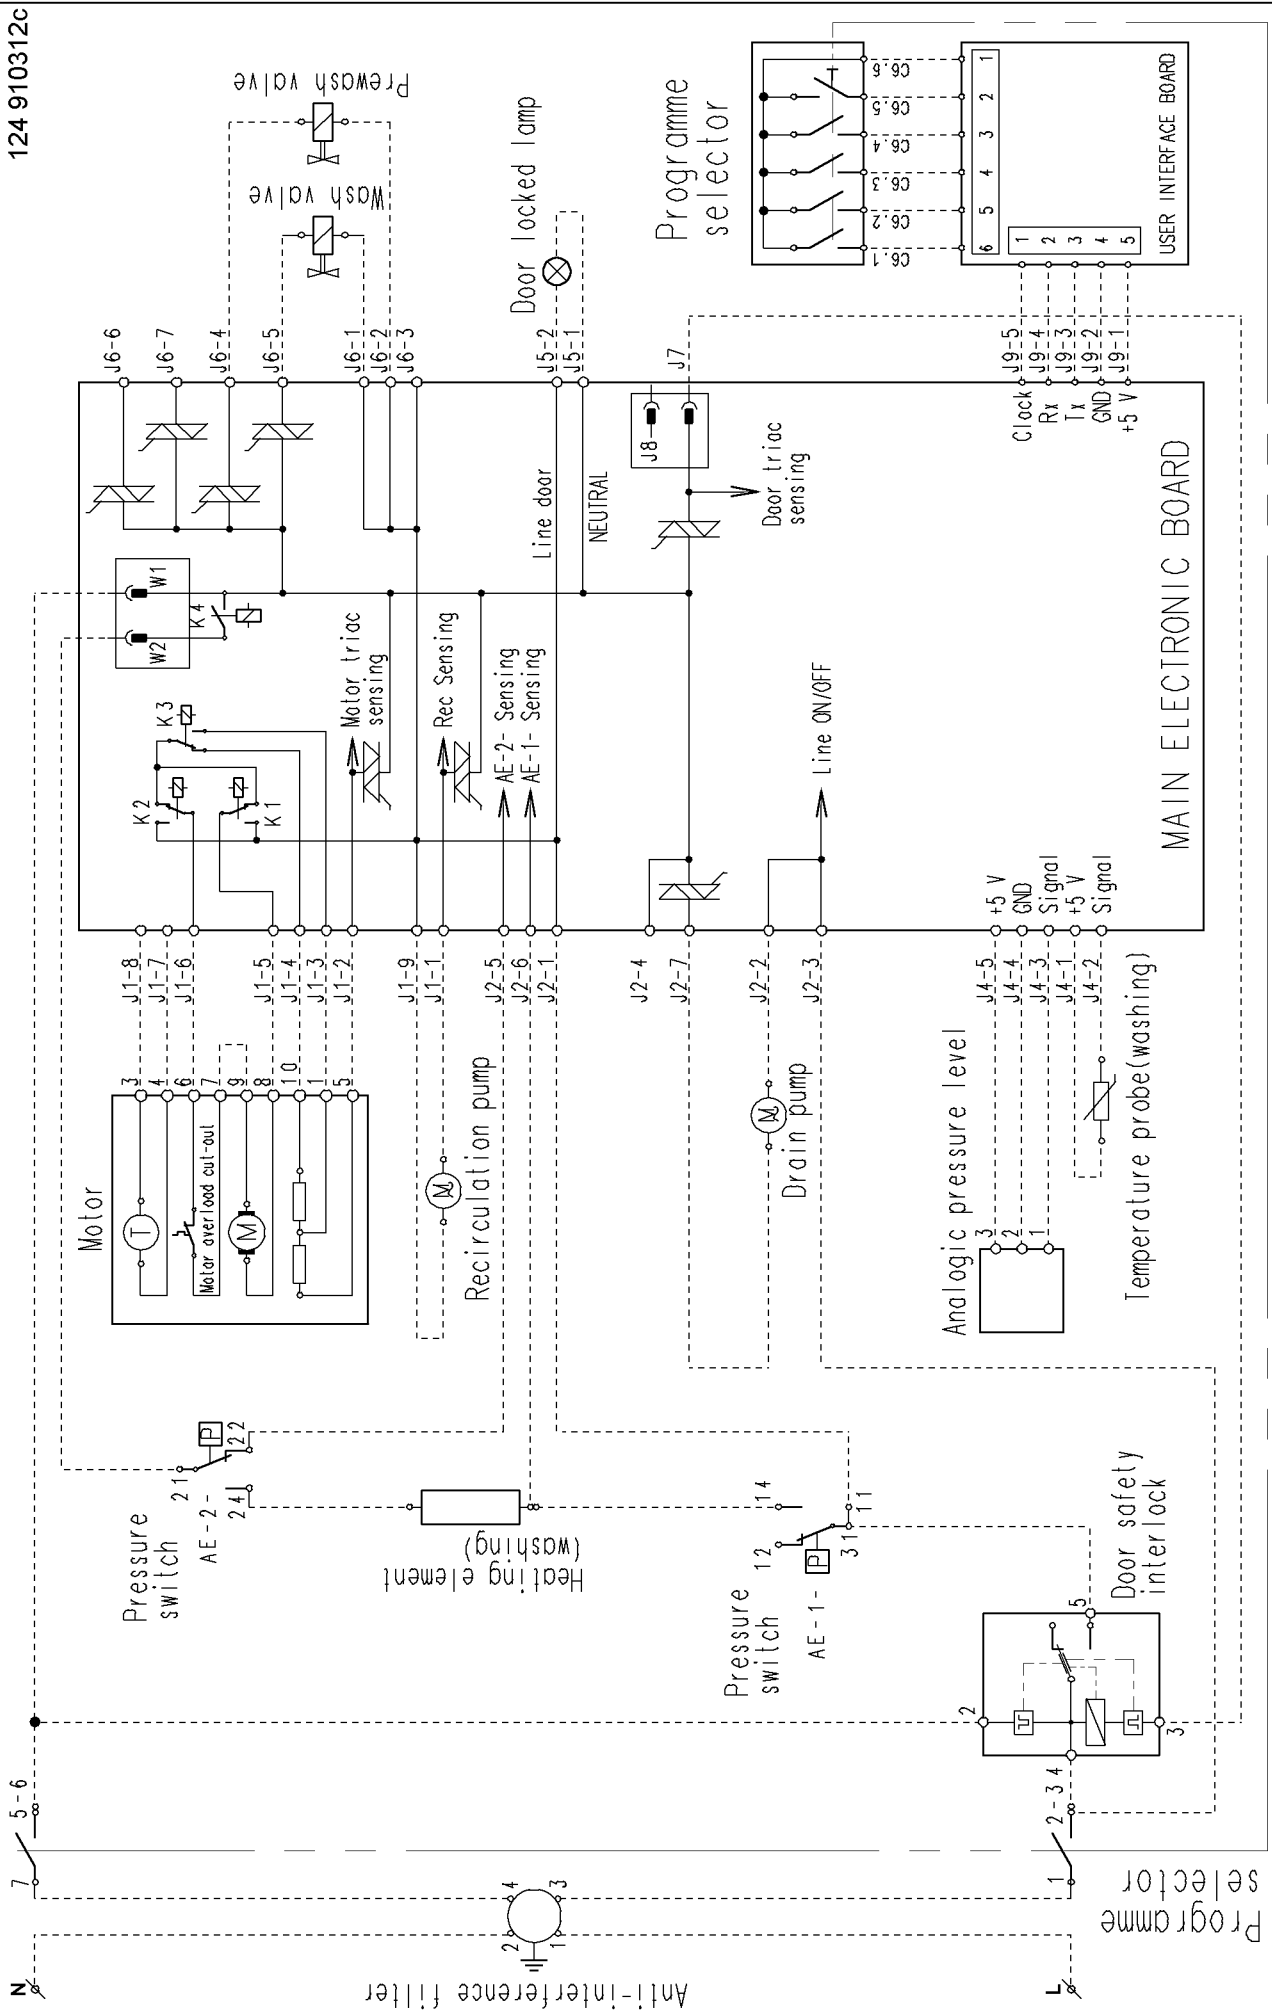 124 910312c
Prewash valve
Wash valve
Door locked lamp
Programme
selector
C6.6
C6.5
C6.4
C6.3
C6.2
C6.1
1
2
3
4
5
6
1
2
3
4
5
USER INTERFACE BOARD
J6-6
J6-7
J6-4
J6-5
J6-1
J6-2
J6-3
J5-2
J5-1
J7
J9-5
J9-4
J9-3
J9-2
J9-1
Clock
Rx
Tx
GND
+5 V
J8
Door triac
sensing
Line door
NEUTRAL
W1
W2
K4
K3
K2
K1
Motor triac
sensing
Rec Sensing
AE-2- Sensing
AE-1- Sensing
Line ON/OFF
MAIN ELECTRONIC BOARD
+5 V
GND
Signal
+5 V
Signal
J1-8
J1-7
J1-6
J1-5
J1-4
J1-3
J1-2
J1-9
J1-1
J2-5
J2-6
J2-1
J2-4
J2-7
J2-2
J2-3
J4-5
J4-4
J4-3
J4-1
J4-2
Motor
3
4
6
7
9
8
10
1
5
T
Motor overload cut-out
M
M
Recirculation pump
M
Drain pump
Analogic pressure level
3
2
1
Temperature probe(washing)
Pressure
switch
AE-2-
P
21
22
24
Heating element
(washing)
Pressure
switch
AE-1-
P
14
12
11
31
Door safety
interlock
5
2
3
4
5-6
7
2-3
1
Programme
selector
4
3
2
1
Anti-interference filter
N
L